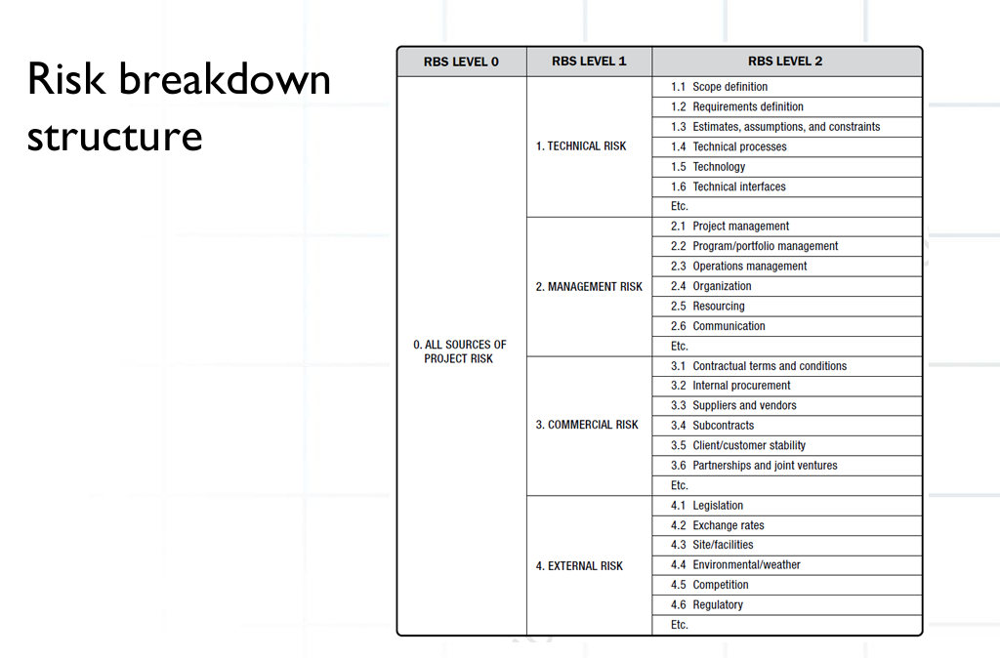 Risk breakdown
structure
RBS LEVEL 0
RBS LEVEL 1
RBS LEVEL 2
0. ALL SOURCES OF
PROJECT RISK
1. TECHNICAL RISK
1.1 Scope definition
1.2 Requirements definition
1.3 Estimates, assumptions, and constraints
1.4 Technical processes
1.5 Technology
1.6 Technical interfaces
Etc.
2. MANAGEMENT RISK
2.1 Project management
2.2 Program/portfolio management
2.3 Operations management
2.4 Organization
2.5 Resourcing
2.6 Communication
Etc.
3. COMMERCIAL RISK
3.1 Contractual terms and conditions
3.2 Internal procurement
3.3 Suppliers and vendors
3.4 Subcontracts
3.5 Client/customer stability
3.6 Partnerships and joint ventures
Etc.
4. EXTERNAL RISK
4.1 Legislation
4.2 Exchange rates
4.3 Site/facilities
4.4 Environmental/weather
4.5 Competition
4.6 Regulatory
Etc.